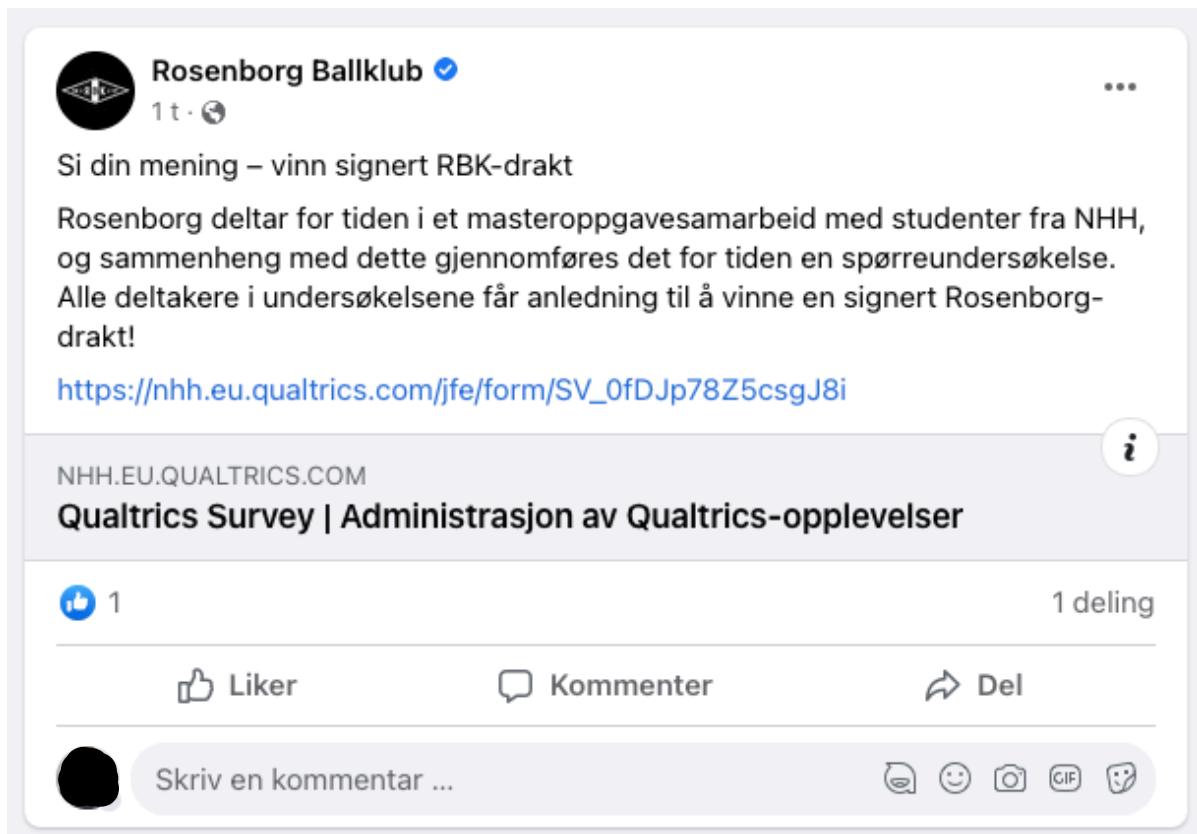 Rosenborg Ballklub
1 t ·
Si din mening – vinn signert RBK-drakt
Rosenborg deltar for tiden i et masteroppgavesamarbeid med studenter fra NHH,
og sammenheng med dette gjennomføres det for tiden en spørreundersøkelse.
Alle deltakere i undersøkelsene får anledning til å vinne en signert Rosenborg-
drakt!
https://nhh.eu.qualtrics.com/jfe/form/SV_0fDJp78Z5csgJ8i
i
NHH.EU.QUALTRICS.COM
Qualtrics Survey | Administrasjon av Qualtrics-opplevelser
1
1 deling
Liker
Kommenter
Del
Skriv en kommentar ...
GIF